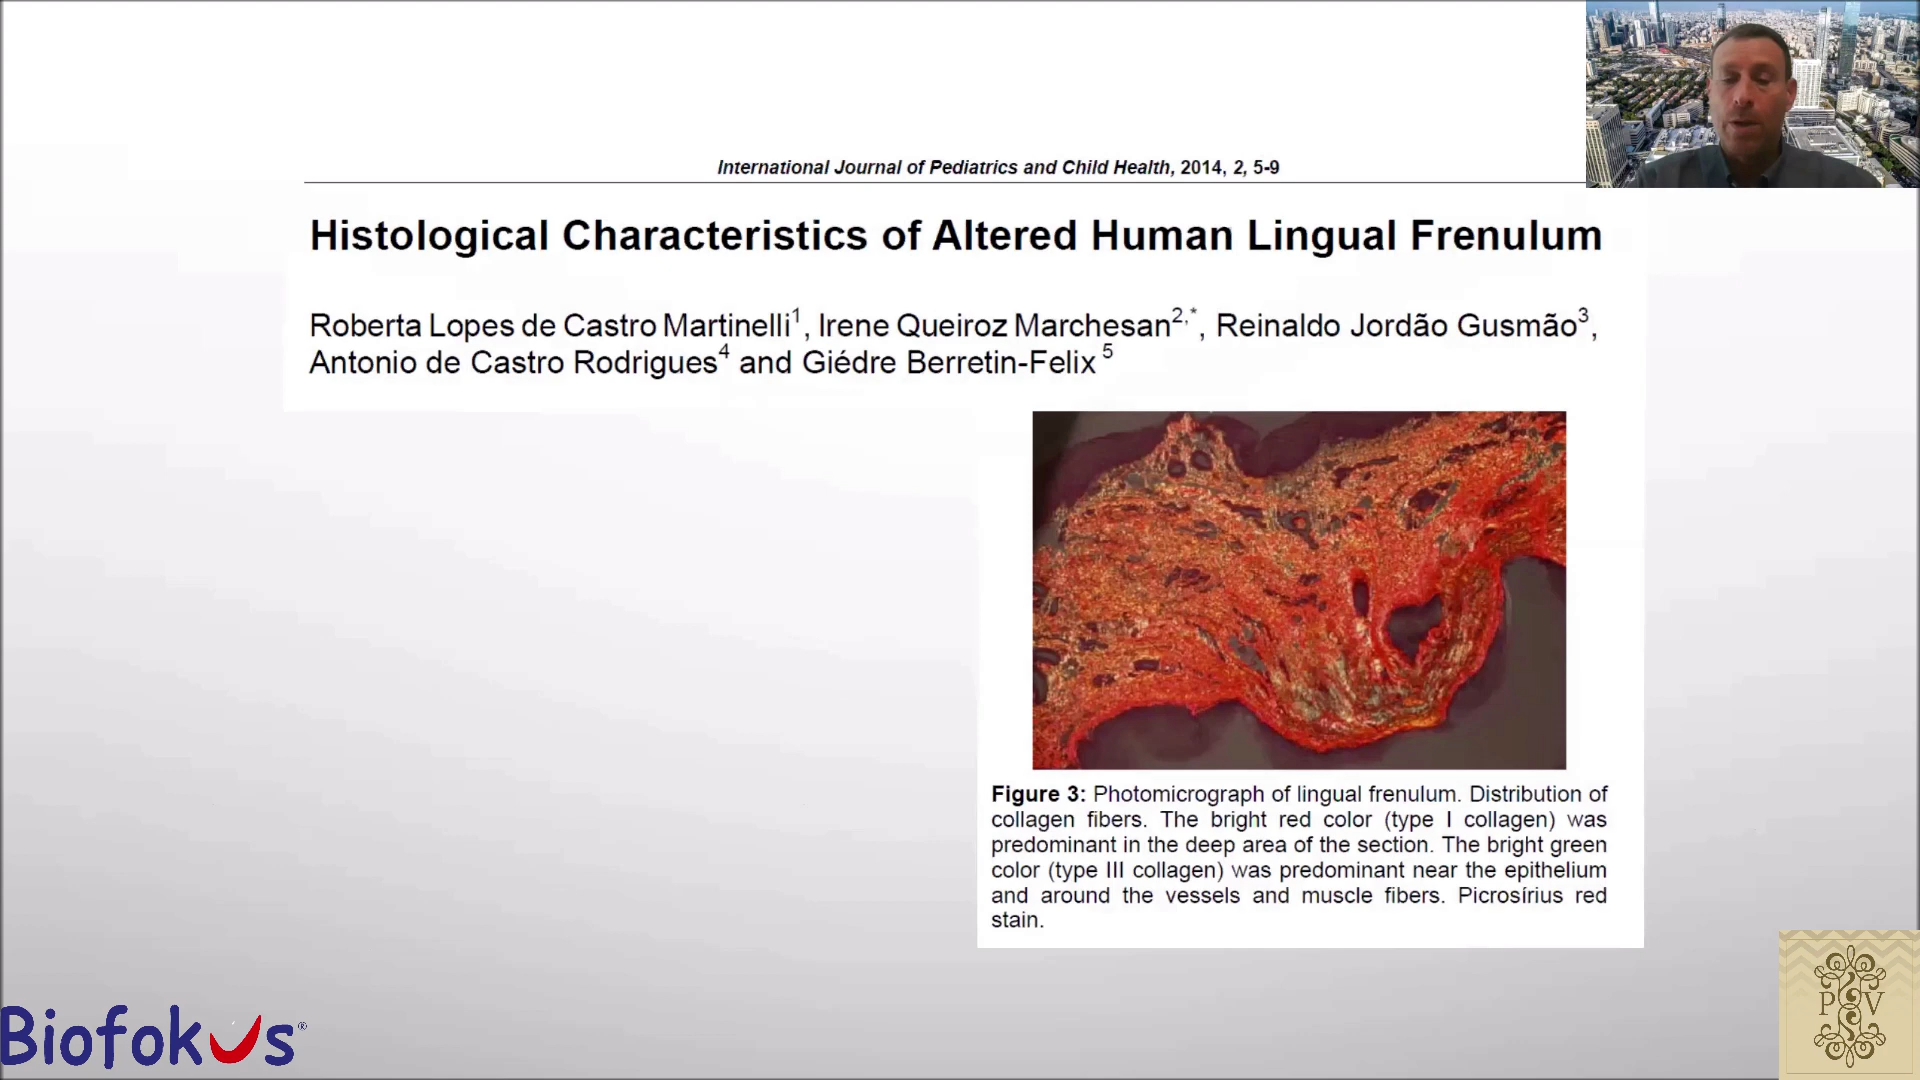 International Journal of Pediatrics and Child Health, 2014, 2, 5-9
Histological Characteristics of Altered Human Lingual Frenulum
Roberta Lopes de Castro Martinelli1, Irene Queiroz Marchesan2,*, Reinaldo Jordão Gusmão3,
Antonio de Castro Rodrigues4 and Giédre Berretin-Felix5
Figure 3: Photomicrograph of lingual frenulum. Distribution of
collagen fibers. The bright red color (type I collagen) was
predominant in the deep area of the section. The bright green
color (type III collagen) was predominant near the epithelium
and around the vessels and muscle fibers. Picrosírius red
stain.
Biofokus®
P V